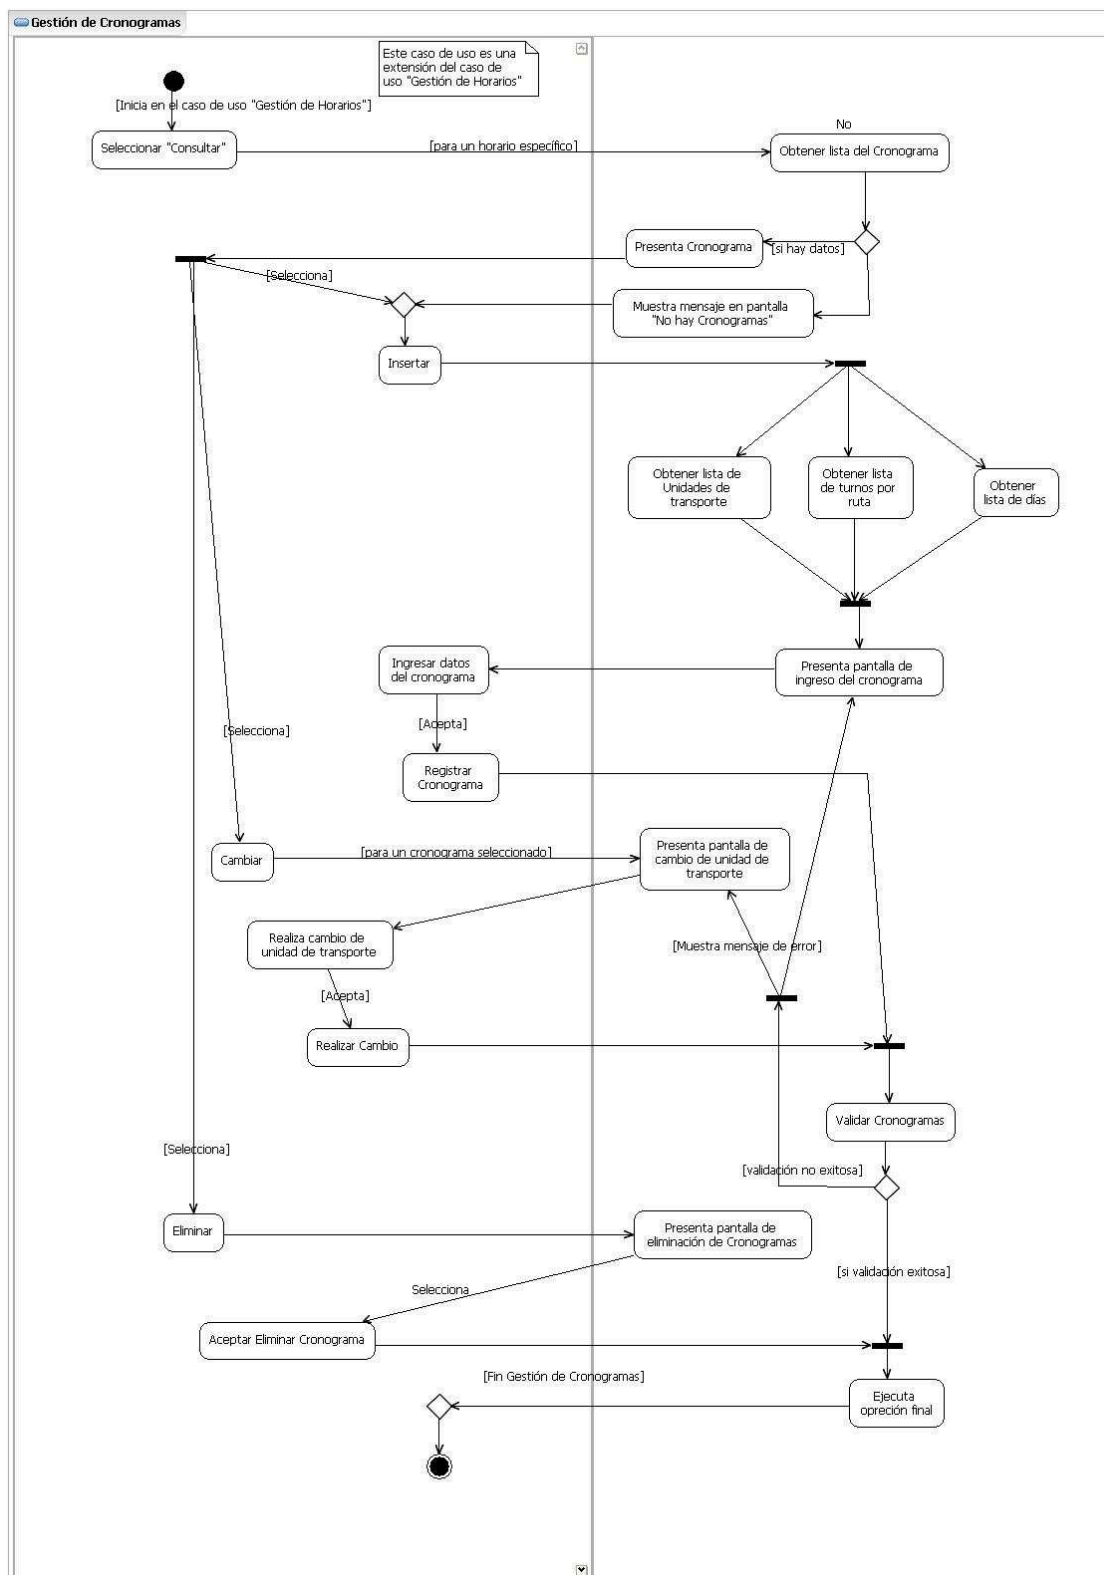 Gestión de Cronogramas
Este caso de uso es una
extensión del caso de
uso "Gestión de Horarios"
[Inicia en el caso de uso "Gestión de Horarios"]
Seleccionar "Consultar"
[para un horario específico]
No
Obtener lista del Cronograma
Presenta Cronograma
[si hay datos]
[Selecciona]
Muestra mensaje en pantalla
"No hay Cronogramas"
Insertar
Obtener lista de
Unidades de
transporte
Obtener lista
de turnos por
ruta
Obtener
lista de días
Ingresar datos
del cronograma
Presenta pantalla de
ingreso del cronograma
[Acepta]
[Selecciona]
Registrar
Cronograma
Cambiar
[para un cronograma seleccionado]
Presenta pantalla de
cambio de unidad de
transporte
Realiza cambio de
unidad de transporte
[Muestra mensaje de error]
[Acepta]
Realizar Cambio
Validar Cronogramas
[Selecciona]
[validación no exitosa]
Eliminar
Presenta pantalla de
eliminación de Cronogramas
[si validación exitosa]
Selecciona
Aceptar Eliminar Cronograma
[Fin Gestión de Cronogramas]
Ejecuta
opreción final